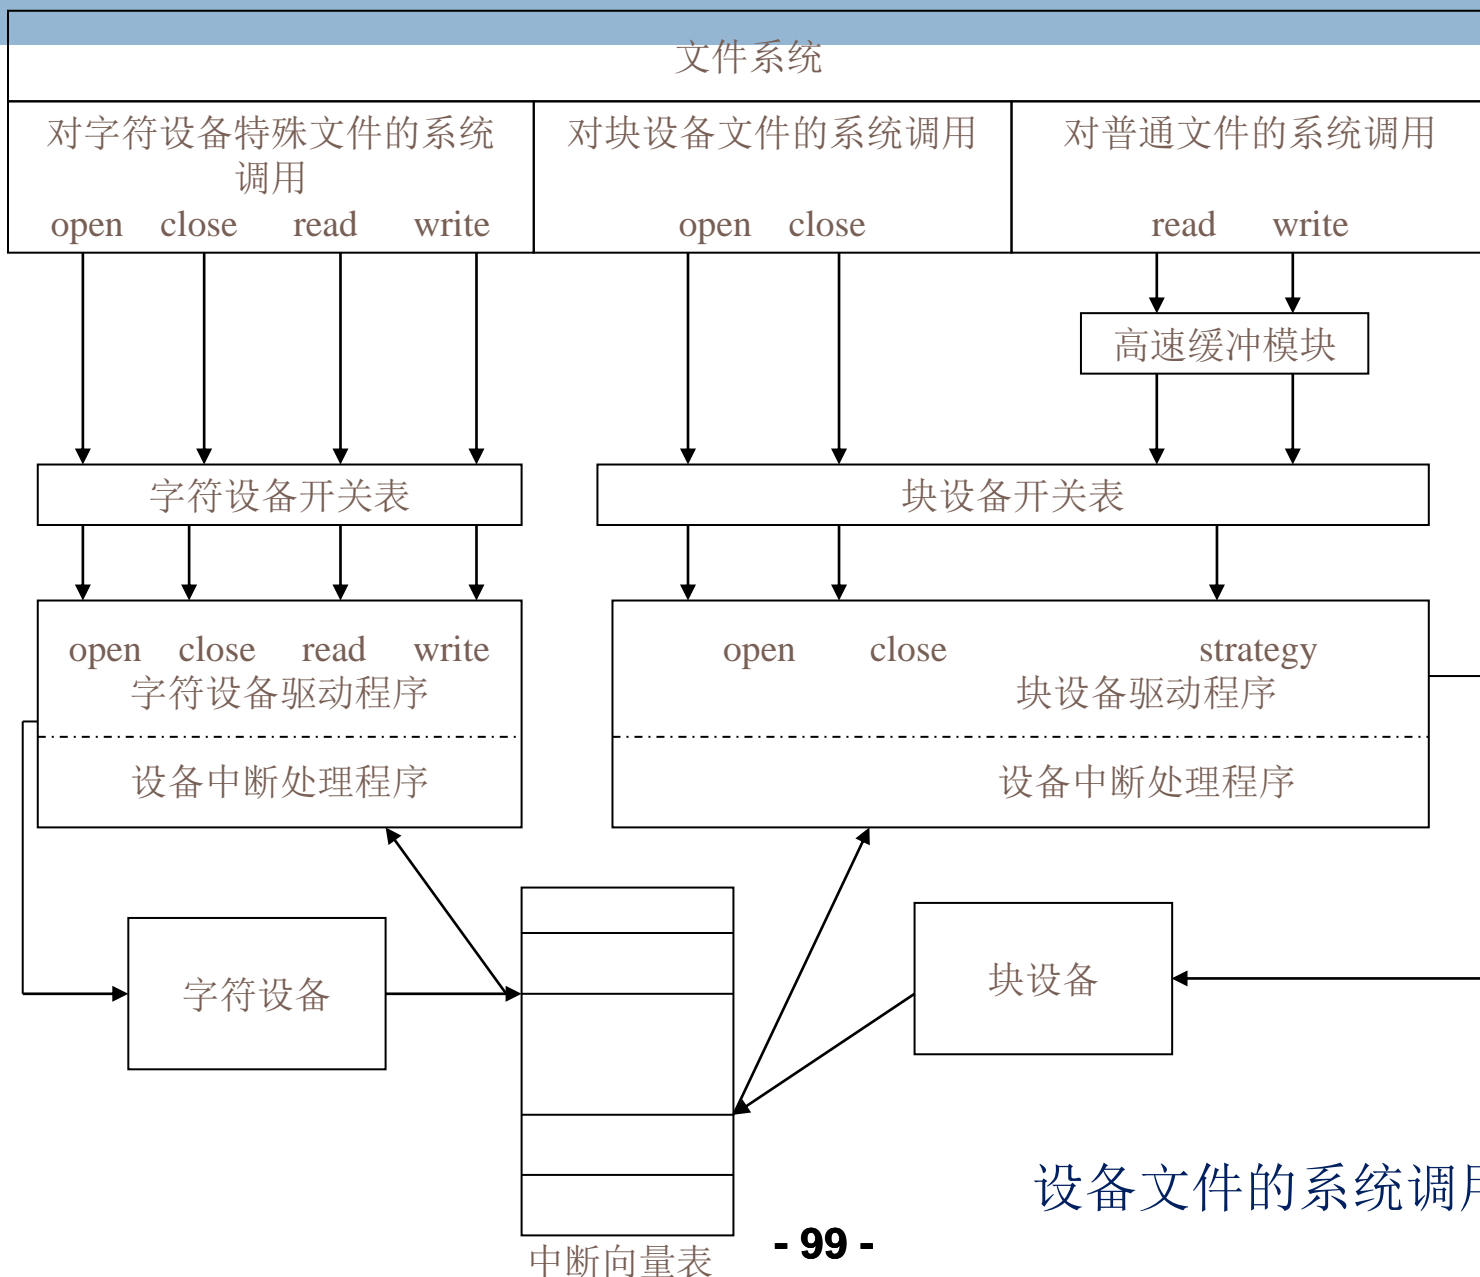 文件系统
对字符设备特殊文件的系统
调用
open close read write
对块设备文件的系统调用
open close
对普通文件的系统调用
read write
高速缓冲模块
字符设备开关表
块设备开关表
open close read write
字符设备驱动程序
设备中断处理程序
open close strategy
块设备驱动程序
设备中断处理程序
字符设备
块设备
中断向量表
设备文件的系统调用
- 99 -